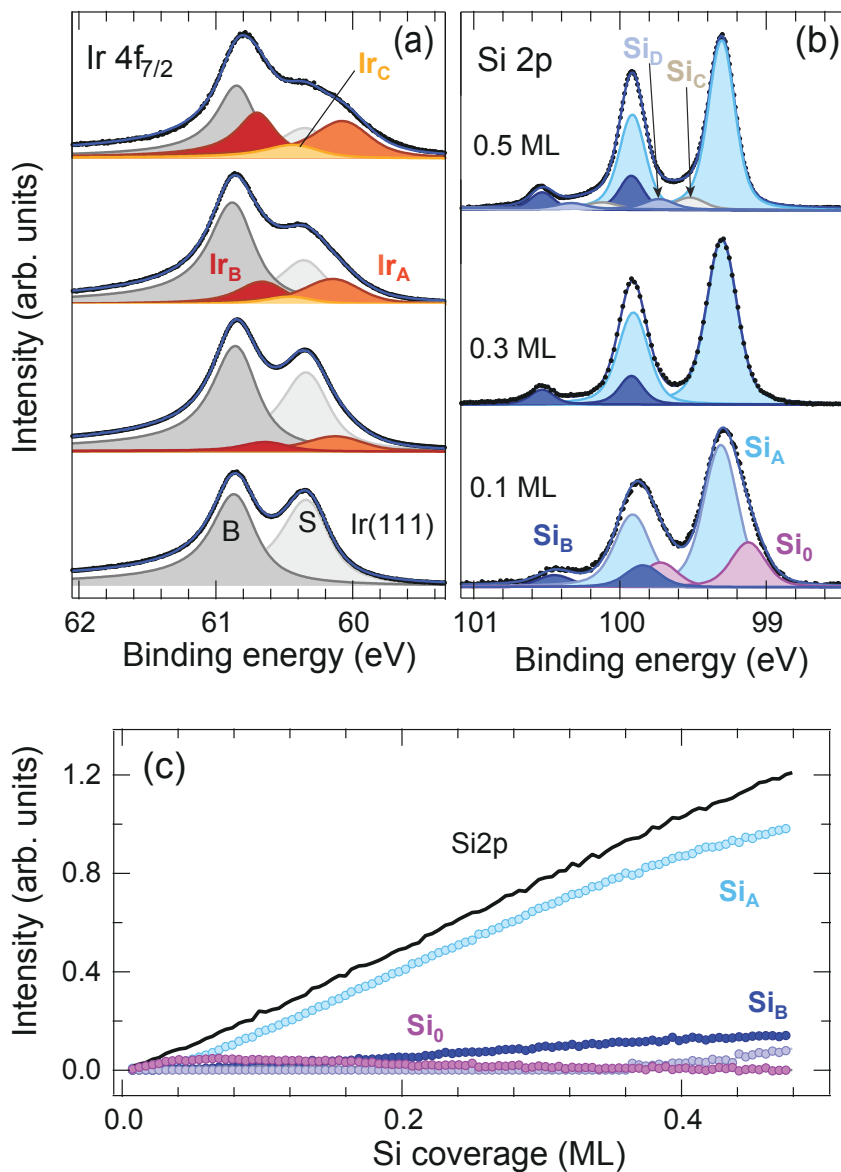 Ir 4f7/2
(a)
IrC
IrB
IrA
B
S
Ir(111)
62
61
60
Binding energy (eV)
Intensity (arb. units)
(b)
Si 2p
SiD
SiC
0.5 ML
0.3 ML
0.1 ML
SiA
SiB
Si0
101
100
99
Binding energy (eV)
(c)
Intensity (arb. units)
1.2
0.8
0.4
0.0
Si2p
SiA
SiB
Si0
0.0
0.2
0.4
Si coverage (ML)